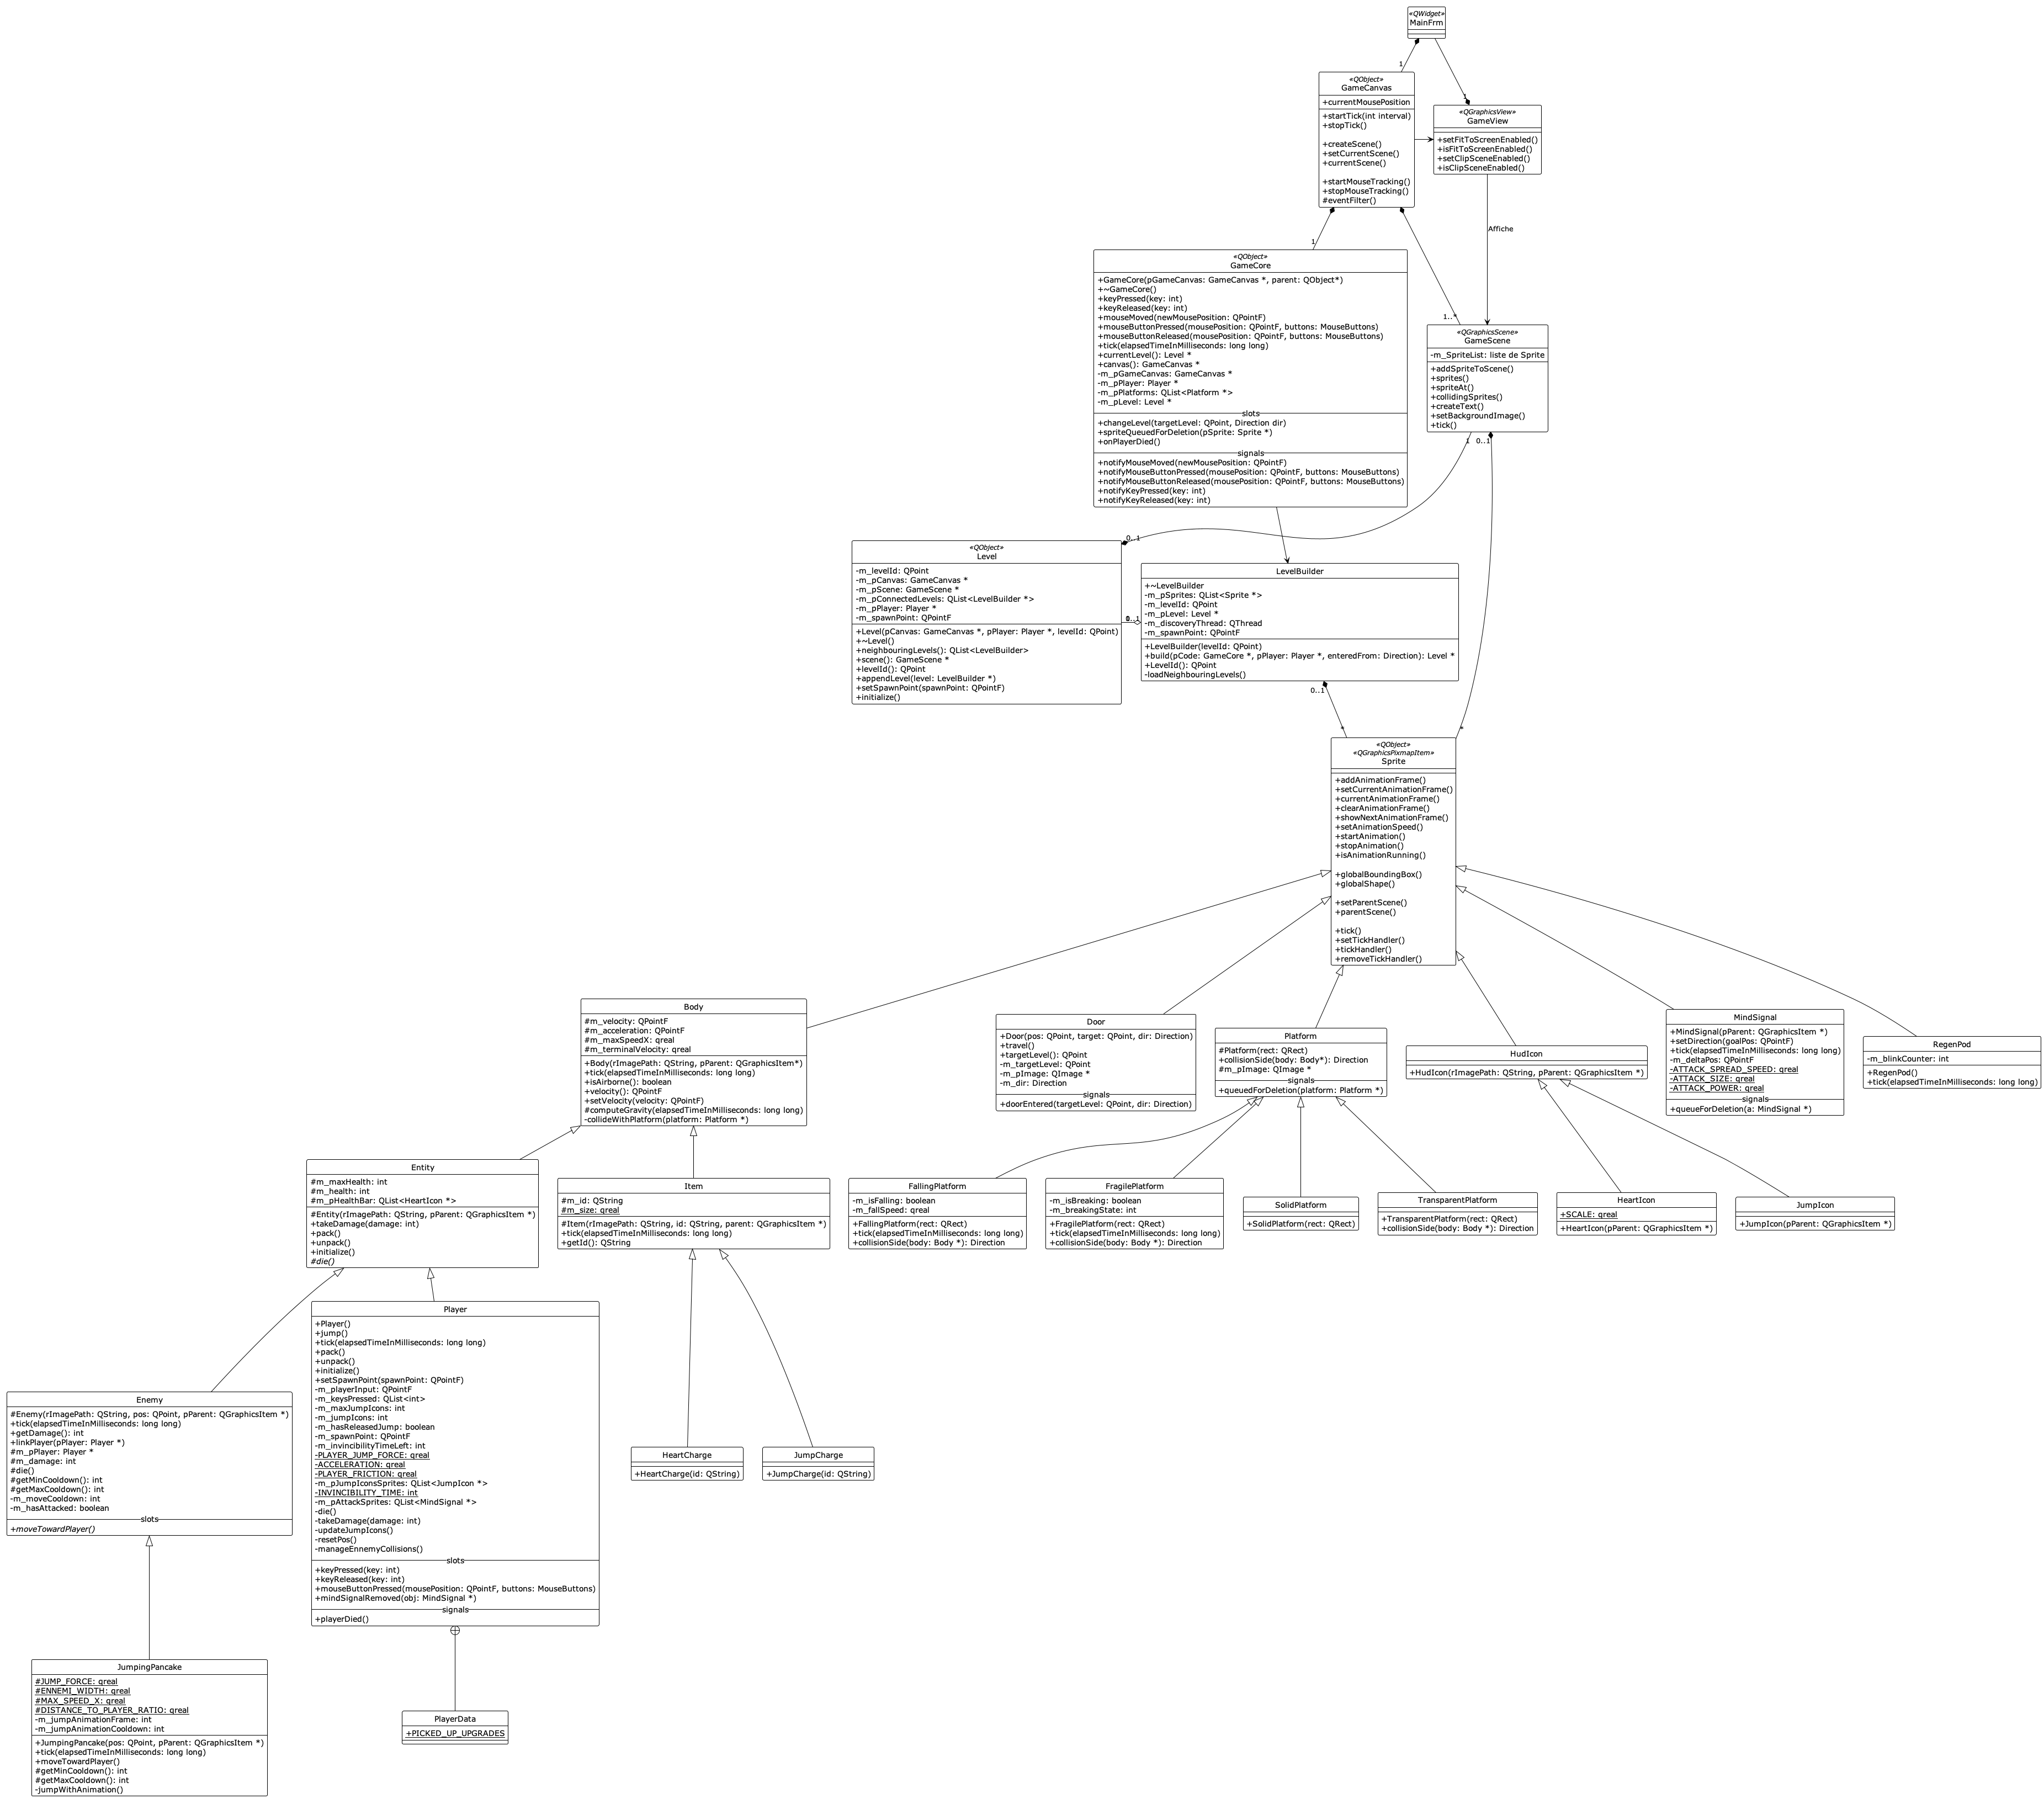 «QWidget»
MainFrm
1
«QObject»
GameCanvas
+currentMousePosition
+startTick(int interval)
+stopTick()
+createScene()
+setCurrentScene()
+currentScene()
+startMouseTracking()
+stopMouseTracking()
#eventFilter()
1
«QGraphicsView»
GameView
+setFitToScreenEnabled()
+isFitToScreenEnabled()
+setClipSceneEnabled()
+isClipSceneEnabled()
Affiche
1
«QObject»
GameCore
+GameCore(pGameCanvas: GameCanvas *, parent: QObject*)
+~GameCore()
+keyPressed(key: int)
+keyReleased(key: int)
+mouseMoved(newMousePosition: QPointF)
+mouseButtonPressed(mousePosition: QPointF, buttons: MouseButtons)
+mouseButtonReleased(mousePosition: QPointF, buttons: MouseButtons)
+tick(elapsedTimeInMilliseconds: long long)
+currentLevel(): Level *
+canvas(): GameCanvas *
-m_pGameCanvas: GameCanvas *
-m_pPlayer: Player *
-m_pPlatforms: QList<Platform *>
-m_pLevel: Level *
slots
+changeLevel(targetLevel: QPoint, Direction dir)
+spriteQueuedForDeletion(pSprite: Sprite *)
+onPlayerDied()
signals
+notifyMouseMoved(newMousePosition: QPointF)
+notifyMouseButtonPressed(mousePosition: QPointF, buttons: MouseButtons)
+notifyMouseButtonReleased(mousePosition: QPointF, buttons: MouseButtons)
+notifyKeyPressed(key: int)
+notifyKeyReleased(key: int)
1..*
«QGraphicsScene»
GameScene
-m_SpriteList: liste de Sprite
+addSpriteToScene()
+sprites()
+spriteAt()
+collidingSprites()
+createText()
+setBackgroundImage()
+tick()
1
0..1
0..1
«QObject»
Level
-m_levelId: QPoint
-m_pCanvas: GameCanvas *
-m_pScene: GameScene *
-m_pConnectedLevels: QList<LevelBuilder *>
-m_pPlayer: Player *
-m_spawnPoint: QPointF
+Level(pCanvas: GameCanvas *, pPlayer: Player *, levelId: QPoint)
+~Level()
+neighbouringLevels(): QList<LevelBuilder>
+scene(): GameScene *
+levelId(): QPoint
+appendLevel(level: LevelBuilder *)
+setSpawnPoint(spawnPoint: QPointF)
+initialize()
0..1
LevelBuilder
+~LevelBuilder
-m_pSprites: QList<Sprite *>
-m_levelId: QPoint
-m_pLevel: Level *
-m_discoveryThread: QThread
-m_spawnPoint: QPointF
+LevelBuilder(levelId: QPoint)
+build(pCode: GameCore *, pPlayer: Player *, enteredFrom: Direction): Level *
+LevelId(): QPoint
-loadNeighbouringLevels()
0..1
*
*
«QObject»
«QGraphicsPixmapItem»
Sprite
+addAnimationFrame()
+setCurrentAnimationFrame()
+currentAnimationFrame()
+clearAnimationFrame()
+showNextAnimationFrame()
+setAnimationSpeed()
+startAnimation()
+stopAnimation()
+isAnimationRunning()
+globalBoundingBox()
+globalShape()
+setParentScene()
+parentScene()
+tick()
+setTickHandler()
+tickHandler()
+removeTickHandler()
Body
#m_velocity: QPointF
#m_acceleration: QPointF
#m_maxSpeedX: qreal
#m_terminalVelocity: qreal
+Body(rImagePath: QString, pParent: QGraphicsItem*)
+tick(elapsedTimeInMilliseconds: long long)
+isAirborne(): boolean
+velocity(): QPointF
+setVelocity(velocity: QPointF)
#computeGravity(elapsedTimeInMilliseconds: long long)
-collideWithPlatform(platform: Platform *)
Door
+Door(pos: QPoint, target: QPoint, dir: Direction)
+travel()
+targetLevel(): QPoint
-m_targetLevel: QPoint
-m_pImage: QImage *
-m_dir: Direction
signals
+doorEntered(targetLevel: QPoint, dir: Direction)
Platform
#Platform(rect: QRect)
+collisionSide(body: Body*): Direction
#m_pImage: QImage *
signals
+queuedForDeletion(platform: Platform *)
HudIcon
+HudIcon(rImagePath: QString, pParent: QGraphicsItem *)
MindSignal
+MindSignal(pParent: QGraphicsItem *)
+setDirection(goalPos: QPointF)
+tick(elapsedTimeInMilliseconds: long long)
-m_deltaPos: QPointF
-ATTACK_SPREAD_SPEED: qreal
-ATTACK_SIZE: qreal
-ATTACK_POWER: qreal
signals
+queueForDeletion(a: MindSignal *)
RegenPod
-m_blinkCounter: int
+RegenPod()
+tick(elapsedTimeInMilliseconds: long long)
Entity
#m_maxHealth: int
#m_health: int
#m_pHealthBar: QList<HeartIcon *>
#Entity(rImagePath: QString, pParent: QGraphicsItem *)
+takeDamage(damage: int)
+pack()
+unpack()
+initialize()
#die()
Item
#m_id: QString
#m_size: qreal
#Item(rImagePath: QString, id: QString, parent: QGraphicsItem *)
+tick(elapsedTimeInMilliseconds: long long)
+getId(): QString
FallingPlatform
-m_isFalling: boolean
-m_fallSpeed: qreal
+FallingPlatform(rect: QRect)
+tick(elapsedTimeInMilliseconds: long long)
+collisionSide(body: Body *): Direction
FragilePlatform
-m_isBreaking: boolean
-m_breakingState: int
+FragilePlatform(rect: QRect)
+tick(elapsedTimeInMilliseconds: long long)
+collisionSide(body: Body *): Direction
SolidPlatform
+SolidPlatform(rect: QRect)
TransparentPlatform
+TransparentPlatform(rect: QRect)
+collisionSide(body: Body *): Direction
HeartIcon
+SCALE: qreal
+HeartIcon(pParent: QGraphicsItem *)
JumpIcon
+JumpIcon(pParent: QGraphicsItem *)
Enemy
#Enemy(rImagePath: QString, pos: QPoint, pParent: QGraphicsItem *)
+tick(elapsedTimeInMilliseconds: long long)
+getDamage(): int
+linkPlayer(pPlayer: Player *)
#m_pPlayer: Player *
#m_damage: int
#die()
#getMinCooldown(): int
#getMaxCooldown(): int
-m_moveCooldown: int
-m_hasAttacked: boolean
slots
+moveTowardPlayer()
Player
+Player()
+jump()
+tick(elapsedTimeInMilliseconds: long long)
+pack()
+unpack()
+initialize()
+setSpawnPoint(spawnPoint: QPointF)
-m_playerInput: QPointF
-m_keysPressed: QList<int>
-m_maxJumpIcons: int
-m_jumpIcons: int
-m_hasReleasedJump: boolean
-m_spawnPoint: QPointF
-m_invincibilityTimeLeft: int
-PLAYER_JUMP_FORCE: qreal
-ACCELERATION: qreal
-PLAYER_FRICTION: qreal
-m_pJumpIconsSprites: QList<JumpIcon *>
-INVINCIBILITY_TIME: int
-m_pAttackSprites: QList<MindSignal *>
-die()
-takeDamage(damage: int)
-updateJumpIcons()
-resetPos()
-manageEnnemyCollisions()
slots
+keyPressed(key: int)
+keyReleased(key: int)
+mouseButtonPressed(mousePosition: QPointF, buttons: MouseButtons)
+mindSignalRemoved(obj: MindSignal *)
signals
+playerDied()
HeartCharge
+HeartCharge(id: QString)
JumpCharge
+JumpCharge(id: QString)
JumpingPancake
#JUMP_FORCE: qreal
#ENNEMI_WIDTH: qreal
#MAX_SPEED_X: qreal
#DISTANCE_TO_PLAYER_RATIO: qreal
-m_jumpAnimationFrame: int
-m_jumpAnimationCooldown: int
+JumpingPancake(pos: QPoint, pParent: QGraphicsItem *)
+tick(elapsedTimeInMilliseconds: long long)
+moveTowardPlayer()
#getMinCooldown(): int
#getMaxCooldown(): int
-jumpWithAnimation()
PlayerData
+PICKED_UP_UPGRADES